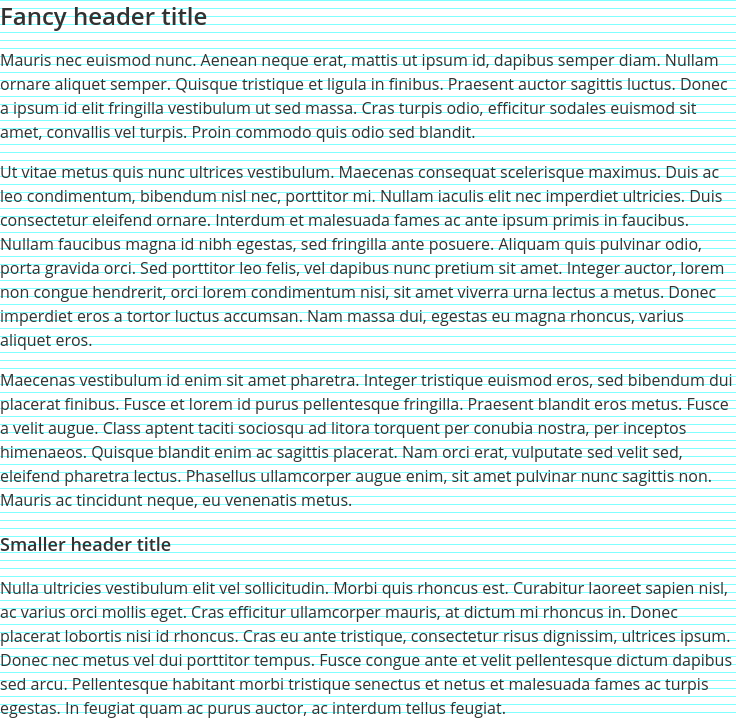 Fancy header title
Mauris nec euismod nunc. Aenean neque erat, mattis ut ipsum id, dapibus semper diam. Nullam
ornare aliquet semper. Quisque tristique et ligula in finibus. Praesent auctor sagittis luctus. Donec
a ipsum id elit fringilla vestibulum ut sed massa. Cras turpis odio, efficitur sodales euismod sit
amet, convallis vel turpis. Proin commodo quis odio sed blandit.
Ut vitae metus quis nunc ultrices vestibulum. Maecenas consequat scelerisque maximus. Duis ac
leo condimentum, bibendum nisl nec, porttitor mi. Nullam iaculis elit nec imperdiet ultricies. Duis
consectetur eleifend ornare. Interdum et malesuada fames ac ante ipsum primis in faucibus.
Nullam faucibus magna id nibh egestas, sed fringilla ante posuere. Aliquam quis pulvinar odio,
porta gravida orci. Sed porttitor leo felis, vel dapibus nunc pretium sit amet. Integer auctor, lorem
non congue hendrerit, orci lorem condimentum nisi, sit amet viverra urna lectus a metus. Donec
imperdiet eros a tortor luctus accumsan. Nam massa dui, egestas eu magna rhoncus, varius
aliquet eros.
Maecenas vestibulum id enim sit amet pharetra. Integer tristique euismod eros, sed bibendum dui
placerat finibus. Fusce et lorem id purus pellentesque fringilla. Praesent blandit eros metus. Fusce
a velit augue. Class aptent taciti sociosqu ad litora torquent per conubia nostra, per inceptos
himenaeos. Quisque blandit enim ac sagittis placerat. Nam orci erat, vulputate sed velit sed,
eleifend pharetra lectus. Phasellus ullamcorper augue enim, sit amet pulvinar nunc sagittis non.
Mauris ac tincidunt neque, eu venenatis metus.
Smaller header title
Nulla ultricies vestibulum elit vel sollicitudin. Morbi quis rhoncus est. Curabitur laoreet sapien nisl,
ac varius orci mollis eget. Cras efficitur ullamcorper mauris, at dictum mi rhoncus in. Donec
placerat lobortis nisi id rhoncus. Cras eu ante tristique, consectetur risus dignissim, ultrices ipsum.
Donec nec metus vel dui porttitor tempus. Fusce congue ante et velit pellentesque dictum dapibus
sed arcu. Pellentesque habitant morbi tristique senectus et netus et malesuada fames ac turpis
egestas. In feugiat quam ac purus auctor, ac interdum tellus feugiat.